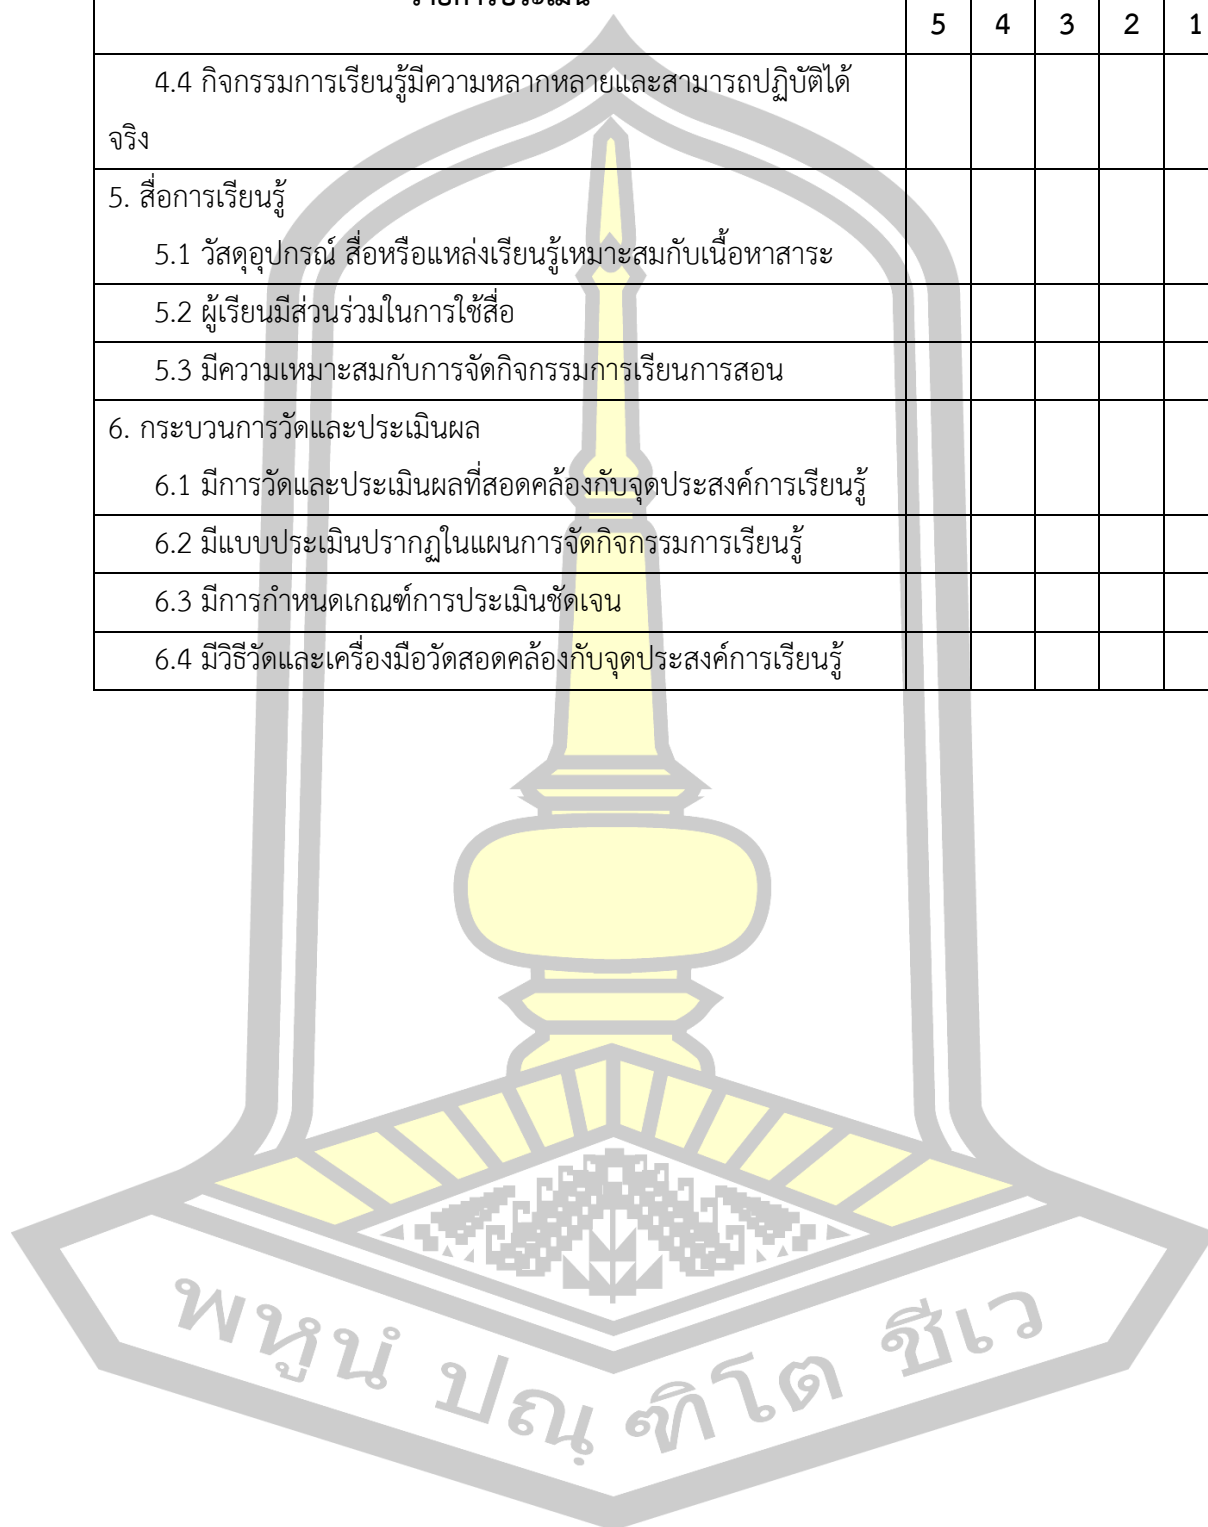 รายการประเมิน
5 4 3 2 1
4.4 กิจกรรมการเรียนรู้มีความหลากหลายและสามารถปฏิบัติได้
จริง
5. สื่อการเรียนรู้
5.1 วัสดุอุปกรณ์ สื่อหรือแหล่งเรียนรู้เหมาะสมกับเนื้อหาสาระ
5.2 ผู้เรียนมีส่วนร่วมในการใช้สื่อ
5.3 มีความเหมาะสมกับการจัดกิจกรรมการเรียนการสอน
6. กระบวนการวัดและประเมินผล
6.1 มีการวัดและประเมินผลที่สอดคล้องกับจุดประสงค์การเรียนรู้
6.2 มีแบบประเมินปรากฏในแผนการจัดกิจกรรมการเรียนรู้
6.3 มีการกำหนดเกณฑ์การประเมินชัดเจน
6.4 มีวิธีวัดและเครื่องมือวัดสอดคล้องกับจุดประสงค์การเรียนรู้
พหูนํ ปณฺฑิโต ชีเว